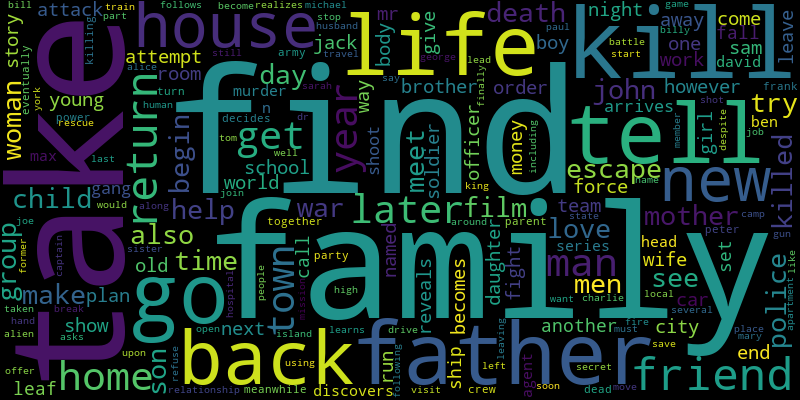 bill train follows become realizes michael
part attack house life kill leave
story killing mr night away come
jack body give fall
eventually attempt death boy one sam
woman alice room day way brother order work david
young human turn murder n john however
york year try
power decides dr arrives ben
rescue return begin find tell
tom get shoot meet soldier officer money including girl despite
max last well school escape job
take world force new
child gang join king member name camp
would help war later film team mother killed
joe along together around parent state peter gun
group also love
former sister time call named daughter series head set
captain old town party reveals fight men wife see car like
people high want charlie man local several apartment
make plan go family police
taken hospital mission becomes
hand show next open island learns drive another city fire place
alien must mary
asks son back father ship agent save end
upon run leaving
offer refuse using left secret
leaf home meanwhile discovers following crew soon dead friend
relationship visit move
army husband still travel george say paul lead finally battle start billy game stop
sarah shot frank